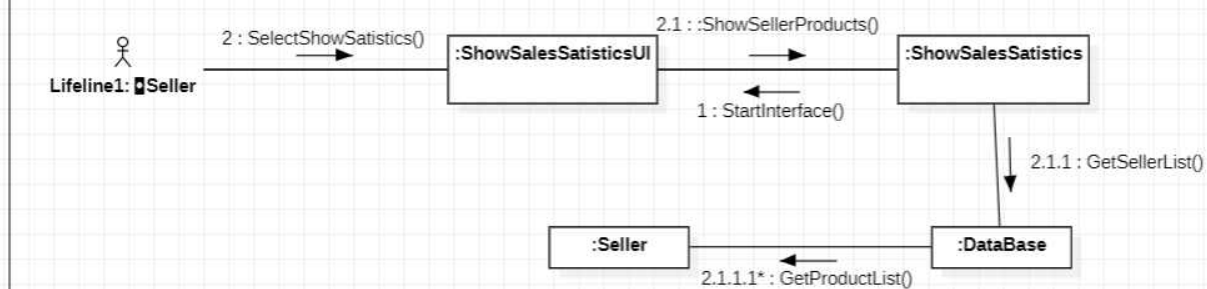 2.1 : :ShowSellerProducts()
2 : SelectShowSatistics()
:ShowSalesSatisticsUI
:ShowSalesSatistics
Lifeline1: Seller
1 : StartInterface()
2.1.1 : GetSellerList()
:Seller
:DataBase
2.1.1.1* : GetProductList()